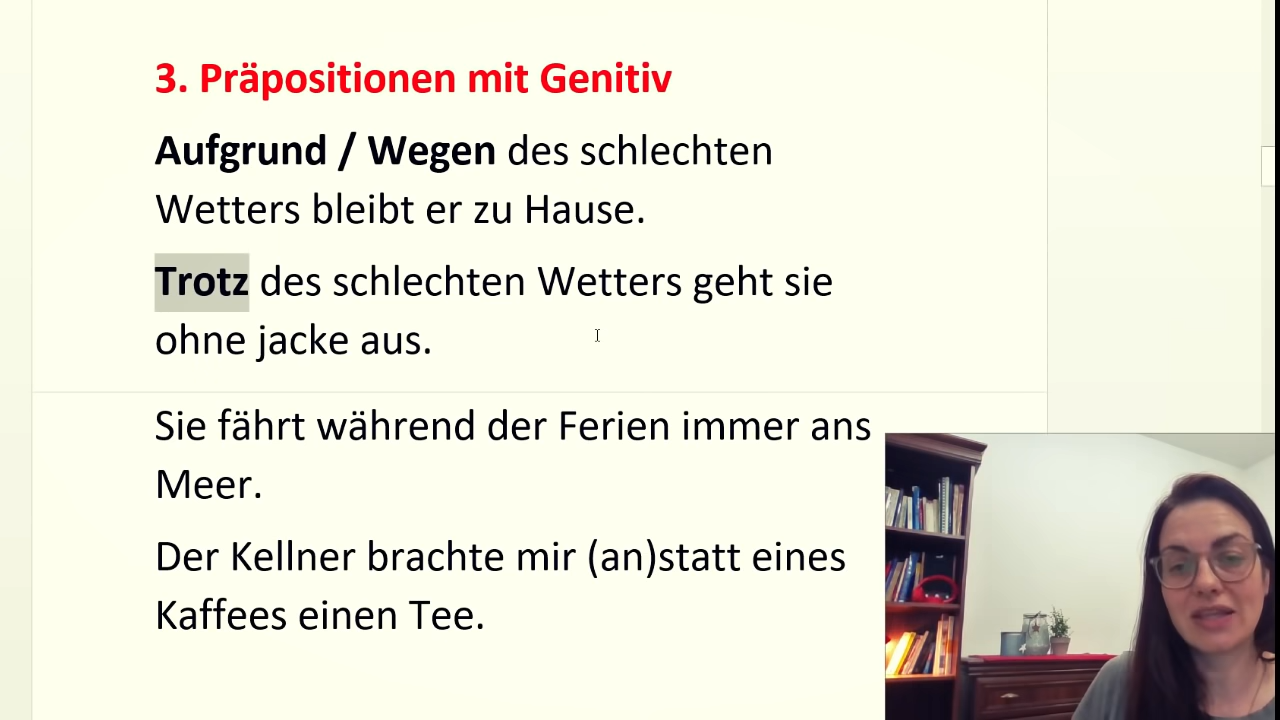 3. Präpositionen mit Genitiv
Aufgrund / Wegen des schlechten
Wetters bleibt er zu Hause.
Trotz des schlechten Wetters geht sie
ohne jacke aus.
Sie fährt während der Ferien immer ans
Meer.
Der Kellner brachte mir (an)statt eines
Kaffees einen Tee.